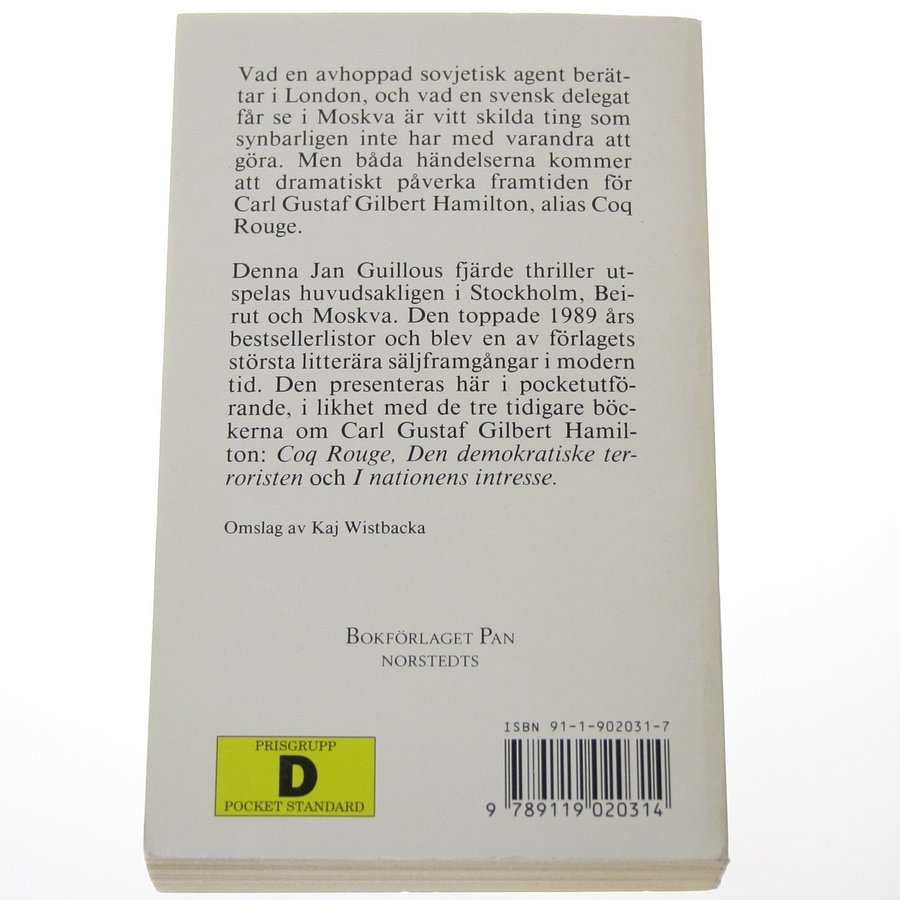 Vad en avhoppad sovjetisk agent berät-
tar i London, och vad en svensk delegat
får se i Moskva är vitt skilda ting som
synbarligen inte har med varandra att
göra. Men båda händelserna kommer
att dramatiskt påverka framtiden för
Carl Gustaf Gilbert Hamilton, alias Coq
Rouge.
Denna Jan Guillous fjärde thriller ut-
spelas huvudsakligen i Stockholm, Bei-
rut och Moskva. Den toppade 1989 års
bestsellerlistor och blev en av förlagets
största litterära säljframgångar i modern
tid. Den presenteras här i pocketutfö-
rande, i likhet med de tre tidigare böc-
kerna om Carl Gustaf Gilbert Hamil-
ton: Coq Rouge, Den demokratiske ter-
roristen och I nationens intresse.
Omslag av Kaj Wistbacka
BOKFÖRLAGET PAN
NORSTEDTS
PRISGRUPP
D
POCKET STANDARD
ISBN 91-1-902031-7
9 789119 020314